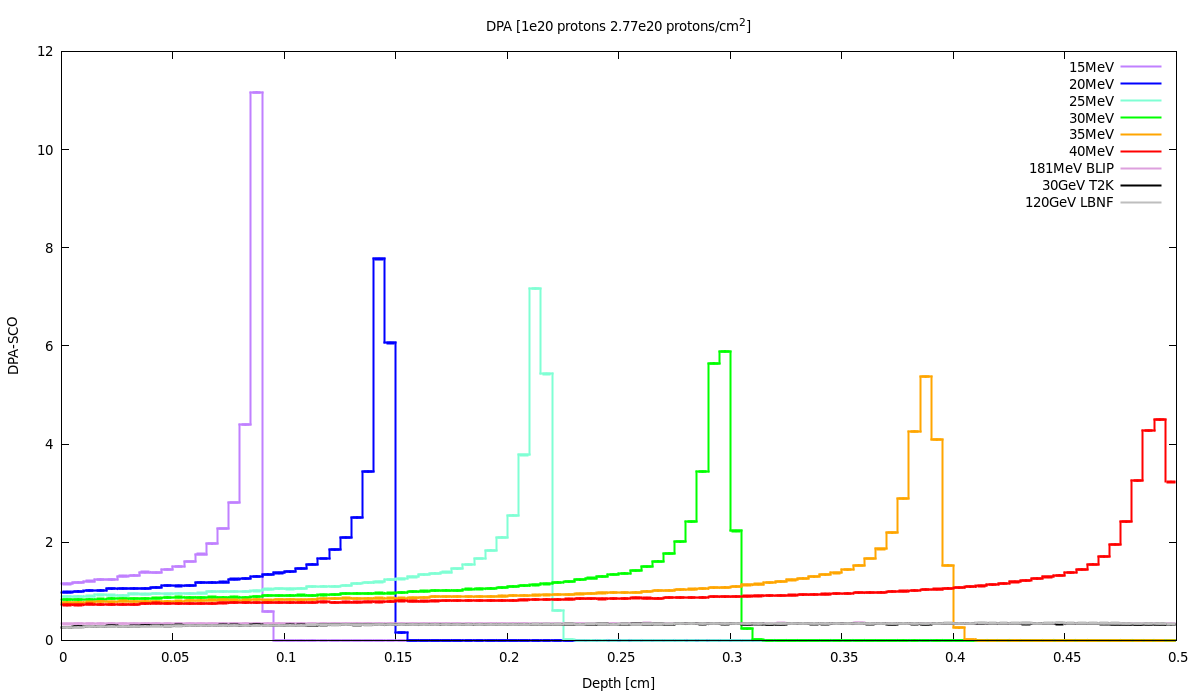 DPA [1e20 protons 2.77e20 protons/cm²]
12
10
8
6
4
2
0
DPA-SCO
15MeV
20MeV
25MeV
30MeV
35MeV
40MeV
181MeV BLIP
30GeV T2K
120GeV LBNF
0 0.05 0.1 0.15 0.2 0.25 0.3 0.35 0.4 0.45 0.5
Depth [cm]